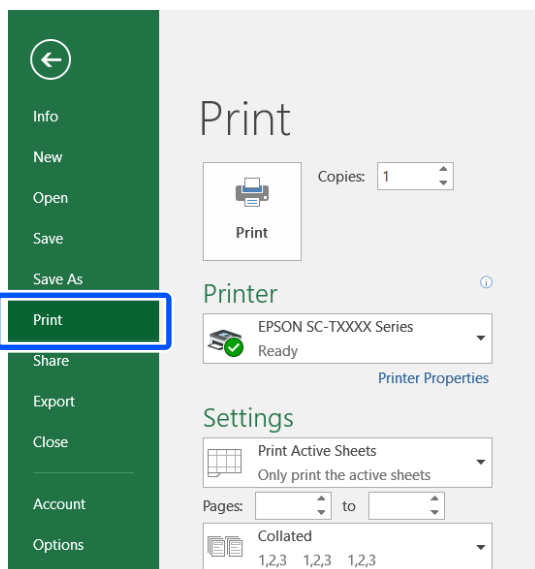 Info
New
Open
Save
Save As
Print
Share
Export
Close
Account
Options
Print
Copies: 1
Print
Printer
EPSON SC-TXXXX Series
Ready
Printer Properties
Settings
Print Active Sheets
Only print the active sheets
Pages: to
Collated
1,2,3 1,2,3 1,2,3